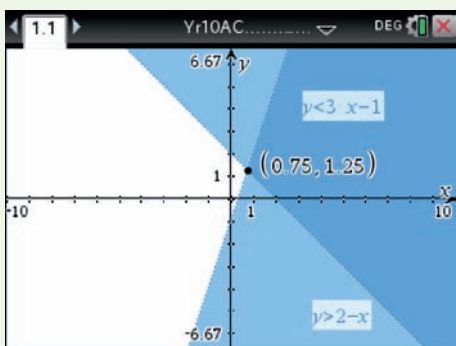 1.1 Yr10AC... DEG
6.67 y
y<3 x−1
(0.75,1.25)
1
x
-10 1 10
y>2−x
-6.67